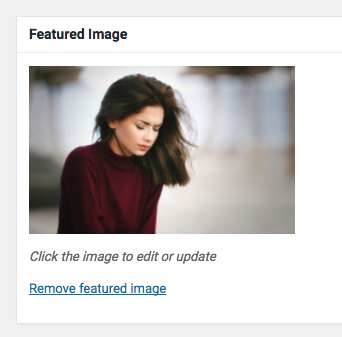 Featured Image
Click the image to edit or update
Remove featured image